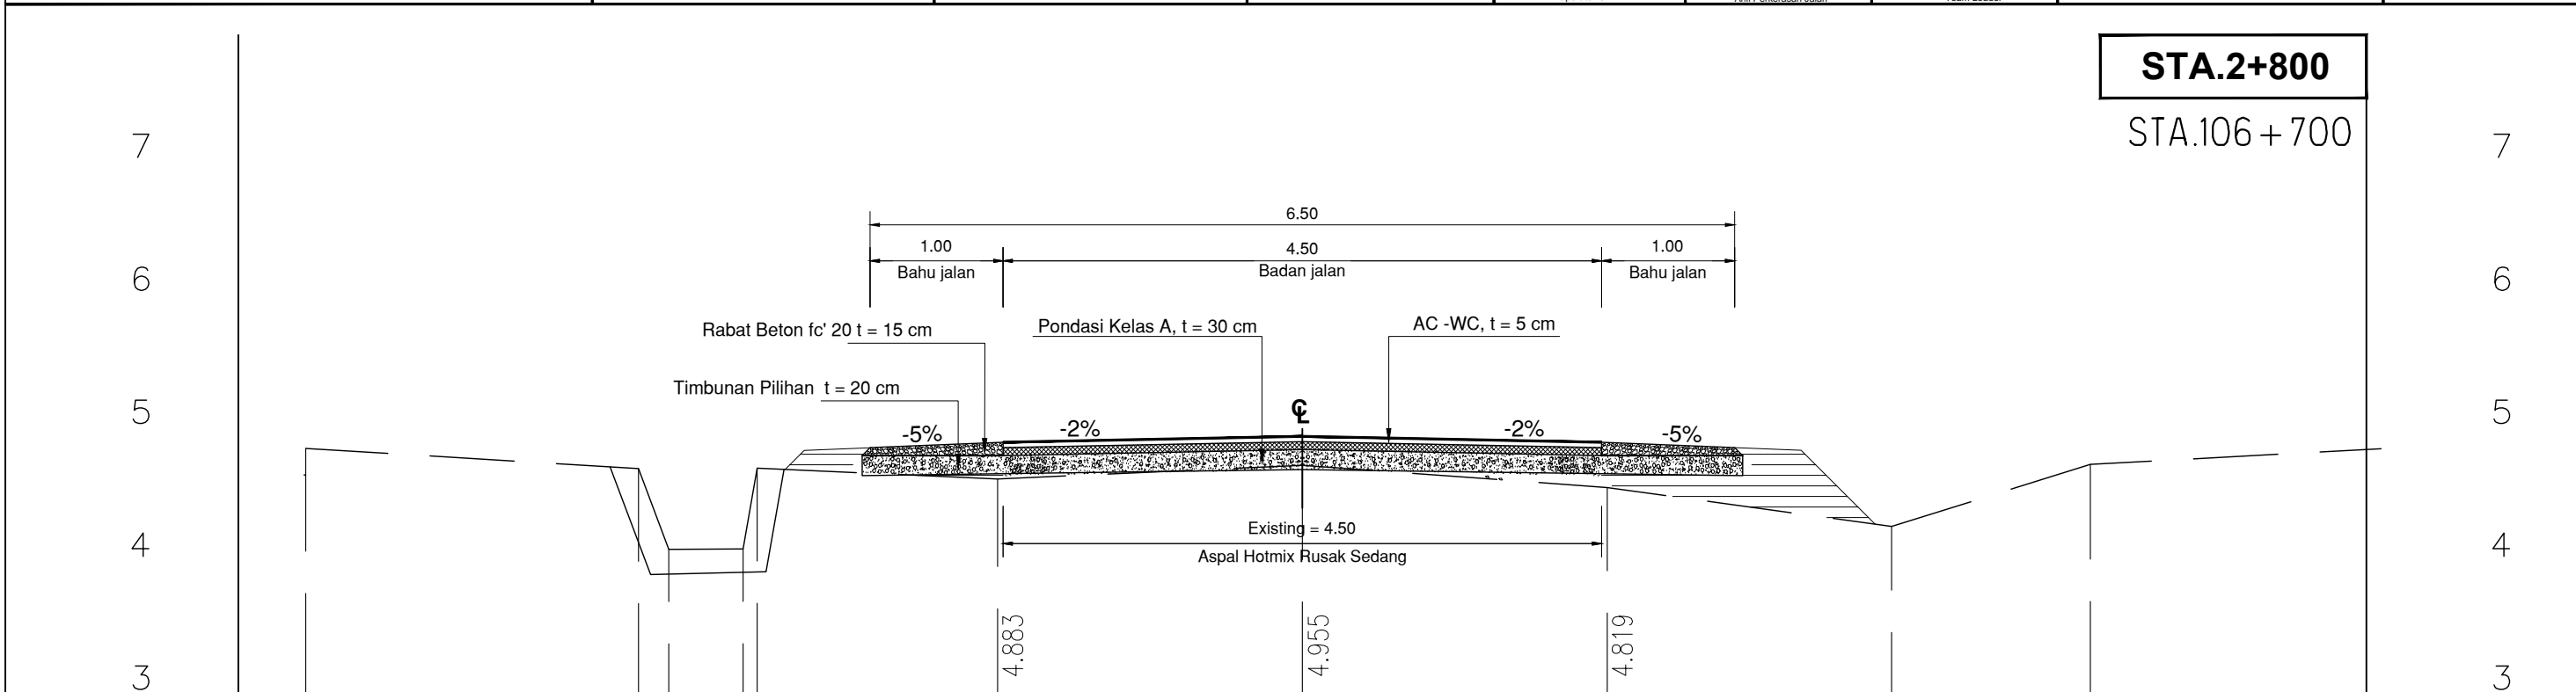 STA.2+800
STA.106+700
7 7
6.50
1.00 4.50 1.00
Bahu jalan Badan jalan Bahu jalan
6 6
Rabat Beton fc' 20 t = 15 cm Pondasi Kelas A, t = 30 cm AC -WC, t = 5 cm
Timbunan Pilihan t = 20 cm
5 ℄ 5
-5% -2% -2% -5%
Existing = 4.50
4 4
Aspal Hotmix Rusak Sedang
4.883 4.955 4.819
3 3